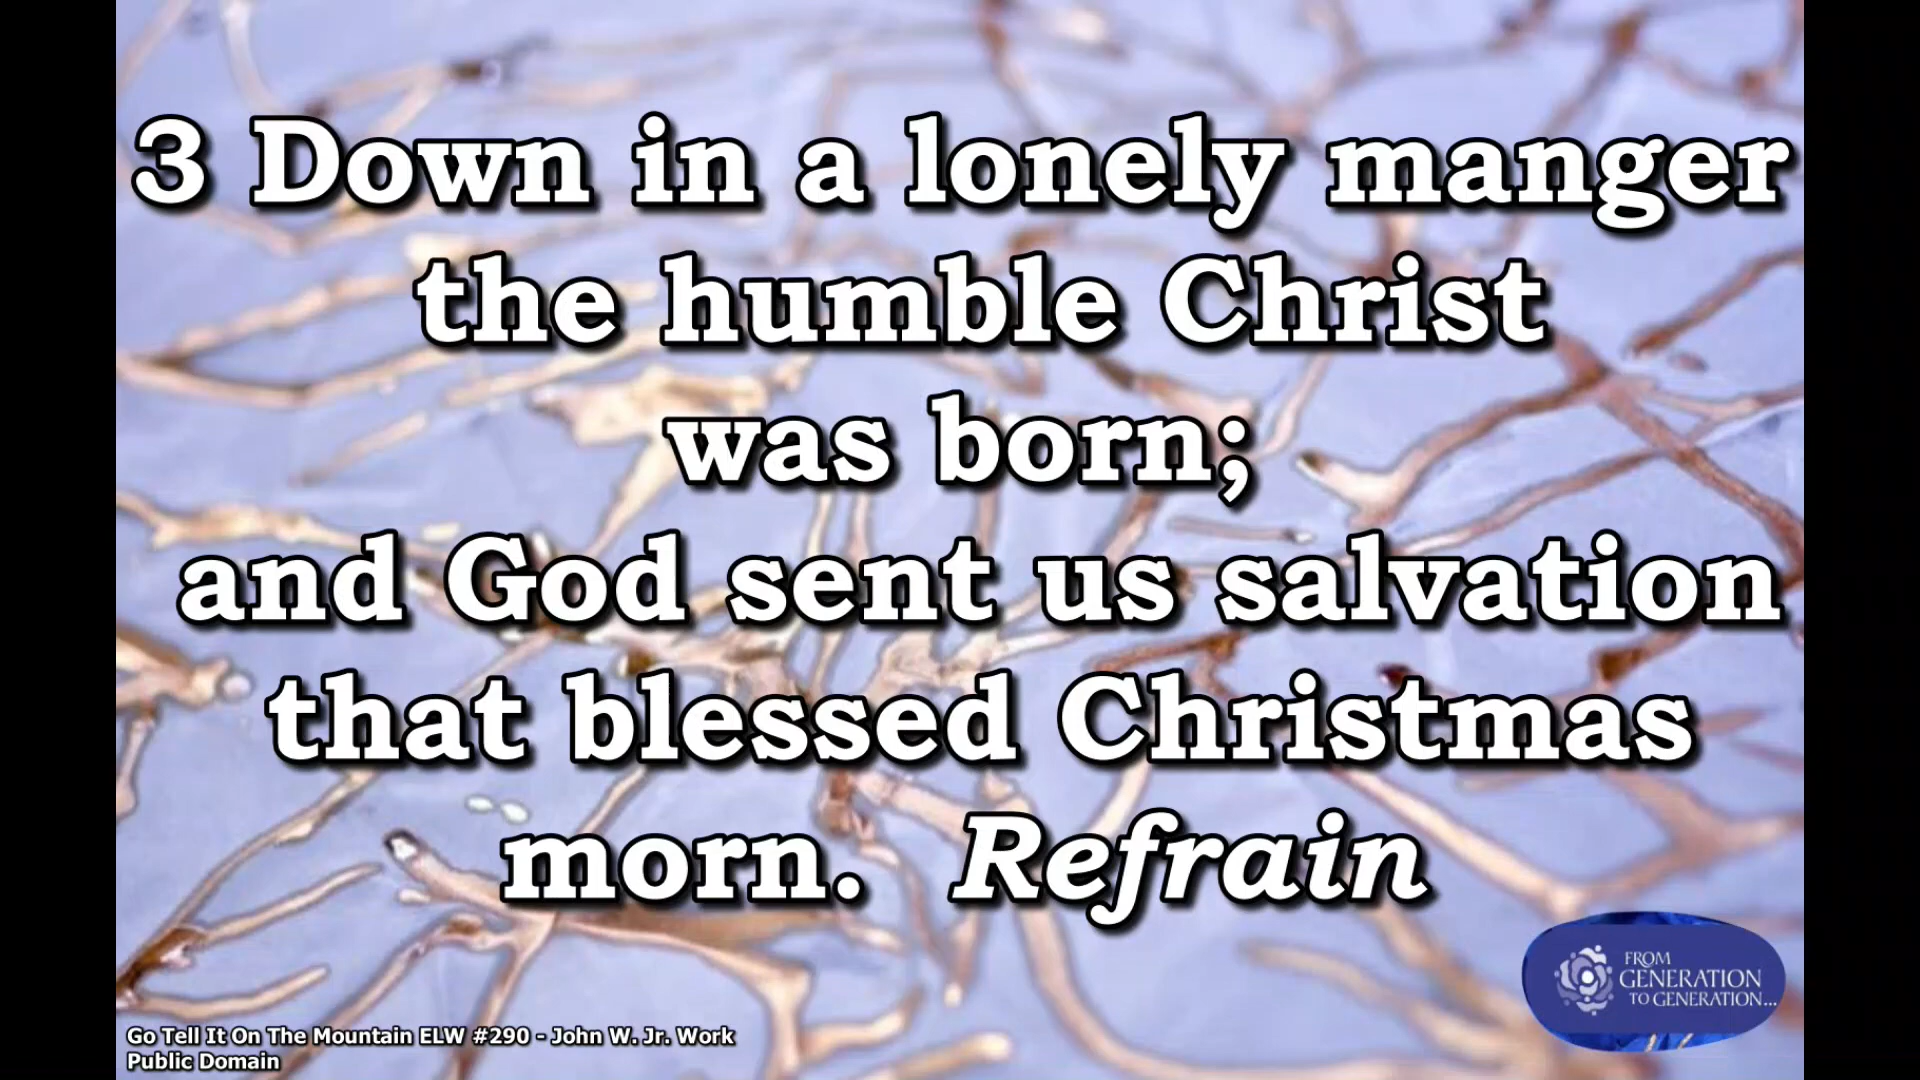 3 Down in a lonely manger
the humble Christ
was born;
and God sent us salvation
that blessed Christmas
morn. Refrain
FROM
GENERATION
TO GENERATION...
Go Tell It On The Mountain ELW #290 - John W. Jr. Work
Public Domain